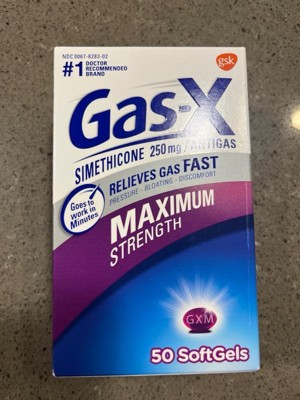 NDC 0067-6283-02
#1 DOCTOR
RECOMMENDED
BRAND
gsk
Gas-X
SIMETHICONE 250 mg / ANTIGAS
Goes to
Work in
Minutes
RELIEVES GAS FAST
PRESSURE - BLOATING - DISCOMFORT
MAXIMUM
STRENGTH
GXM
50 SoftGels